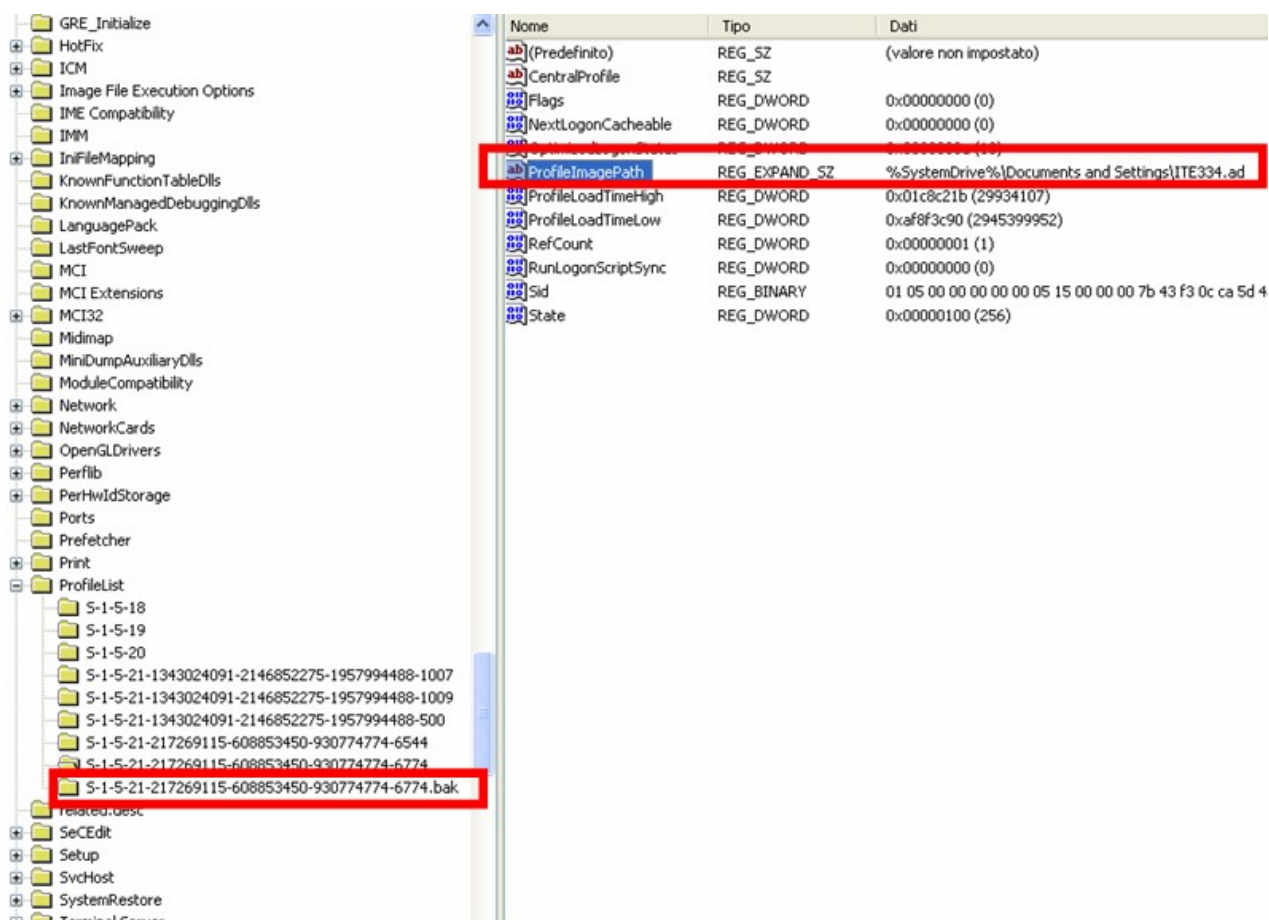 GRE_Initialize
HotFix
ICM
Image File Execution Options
IME Compatibility
IMM
IniFileMapping
KnownFunctionTableDlls
KnownManagedDebuggingDlls
LanguagePack
LastFontSweep
MCI
MCI Extensions
MCI32
Midimap
MiniDumpAuxiliaryDlls
ModuleCompatibility
Network
NetworkCards
OpenGLDrivers
Perflib
PerHwIdStorage
Ports
Prefetcher
Print
ProfileList
S-1-5-18
S-1-5-19
S-1-5-20
S-1-5-21-1343024091-2146852275-1957994488-1007
S-1-5-21-1343024091-2146852275-1957994488-1009
S-1-5-21-1343024091-2146852275-1957994488-500
S-1-5-21-217269115-608853450-930774774-6544
S-1-5-21-217269115-608853450-930774774-6774
S-1-5-21-217269115-608853450-930774774-6774.bak
related.desc
SeCEdit
Setup
SvcHost
SystemRestore
Terminal Server
Nome Tipo Dati
(Predefinito) REG_SZ (valore non impostato)
CentralProfile REG_SZ
Flags REG_DWORD 0x00000000 (0)
NextLogonCacheable REG_DWORD 0x00000000 (0)
REG_DWORD
ProfileImagePath REG_EXPAND_SZ %SystemDrive%\Documents and Settings\ITE334.ad
ProfileLoadTimeHigh REG_DWORD 0x01c8c21b (29934107)
ProfileLoadTimeLow REG_DWORD 0xaf8f3c90 (2945399952)
RefCount REG_DWORD 0x00000001 (1)
RunLogonScriptSync REG_DWORD 0x00000000 (0)
Sid REG_BINARY 01 05 00 00 00 00 00 05 15 00 00 00 7b 43 f3 0c ca 5d 4
State REG_DWORD 0x00000100 (256)